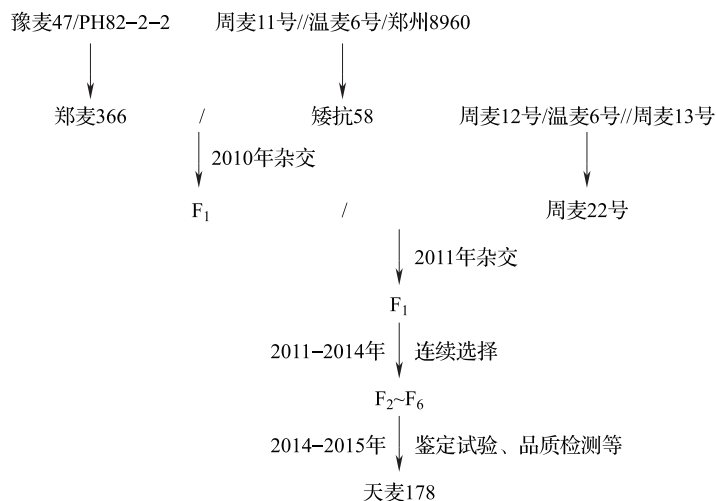 豫麦47/PH82-2-2 周麦11号//温麦6号/郑州8960
郑麦366 / 矮抗58 周麦12号/温麦6号//周麦13号
2010年杂交
F₁ / 周麦22号
2011年杂交
F₁
2011-2014年 连续选择
F₂~F₆
2014-2015年 鉴定试验、品质检测等
天麦178